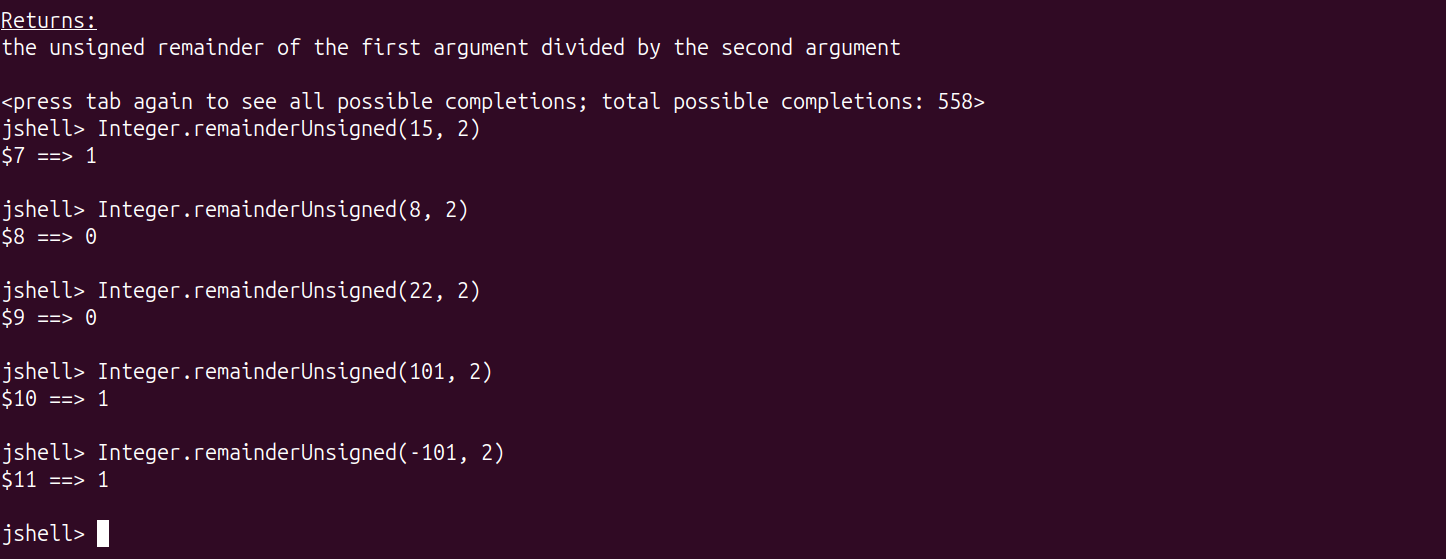 Returns:
the unsigned remainder of the first argument divided by the second argument
<press tab again to see all possible completions; total possible completions: 558>
jshell> Integer.remainderUnsigned(15, 2)
$7 ==> 1
jshell> Integer.remainderUnsigned(8, 2)
$8 ==> 0
jshell> Integer.remainderUnsigned(22, 2)
$9 ==> 0
jshell> Integer.remainderUnsigned(101, 2)
$10 ==> 1
jshell> Integer.remainderUnsigned(-101, 2)
$11 ==> 1
jshell>